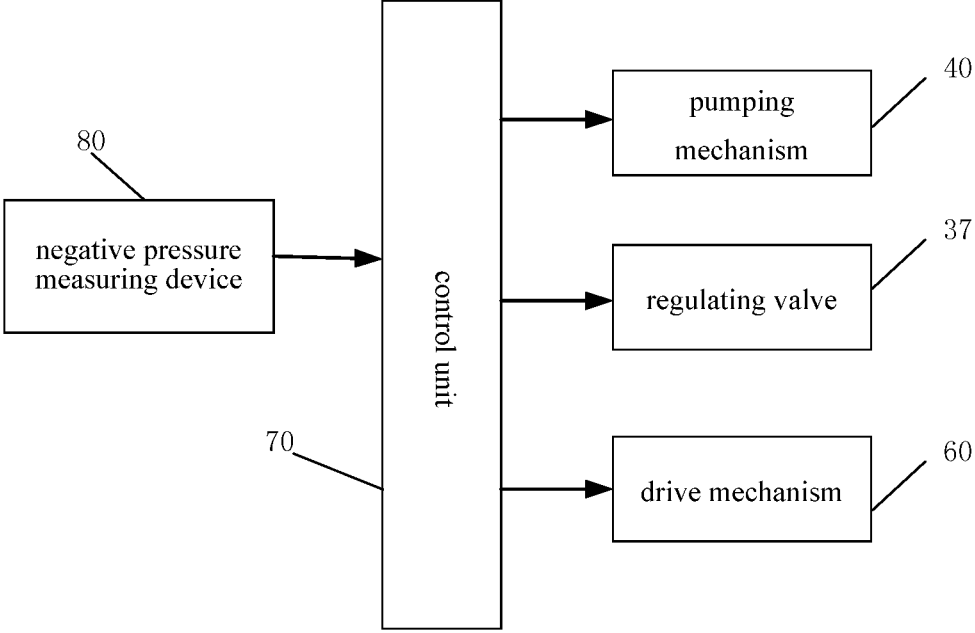 80
negative pressure
measuring device
70
control unit
40
pumping
mechanism
37
regulating valve
60
drive mechanism